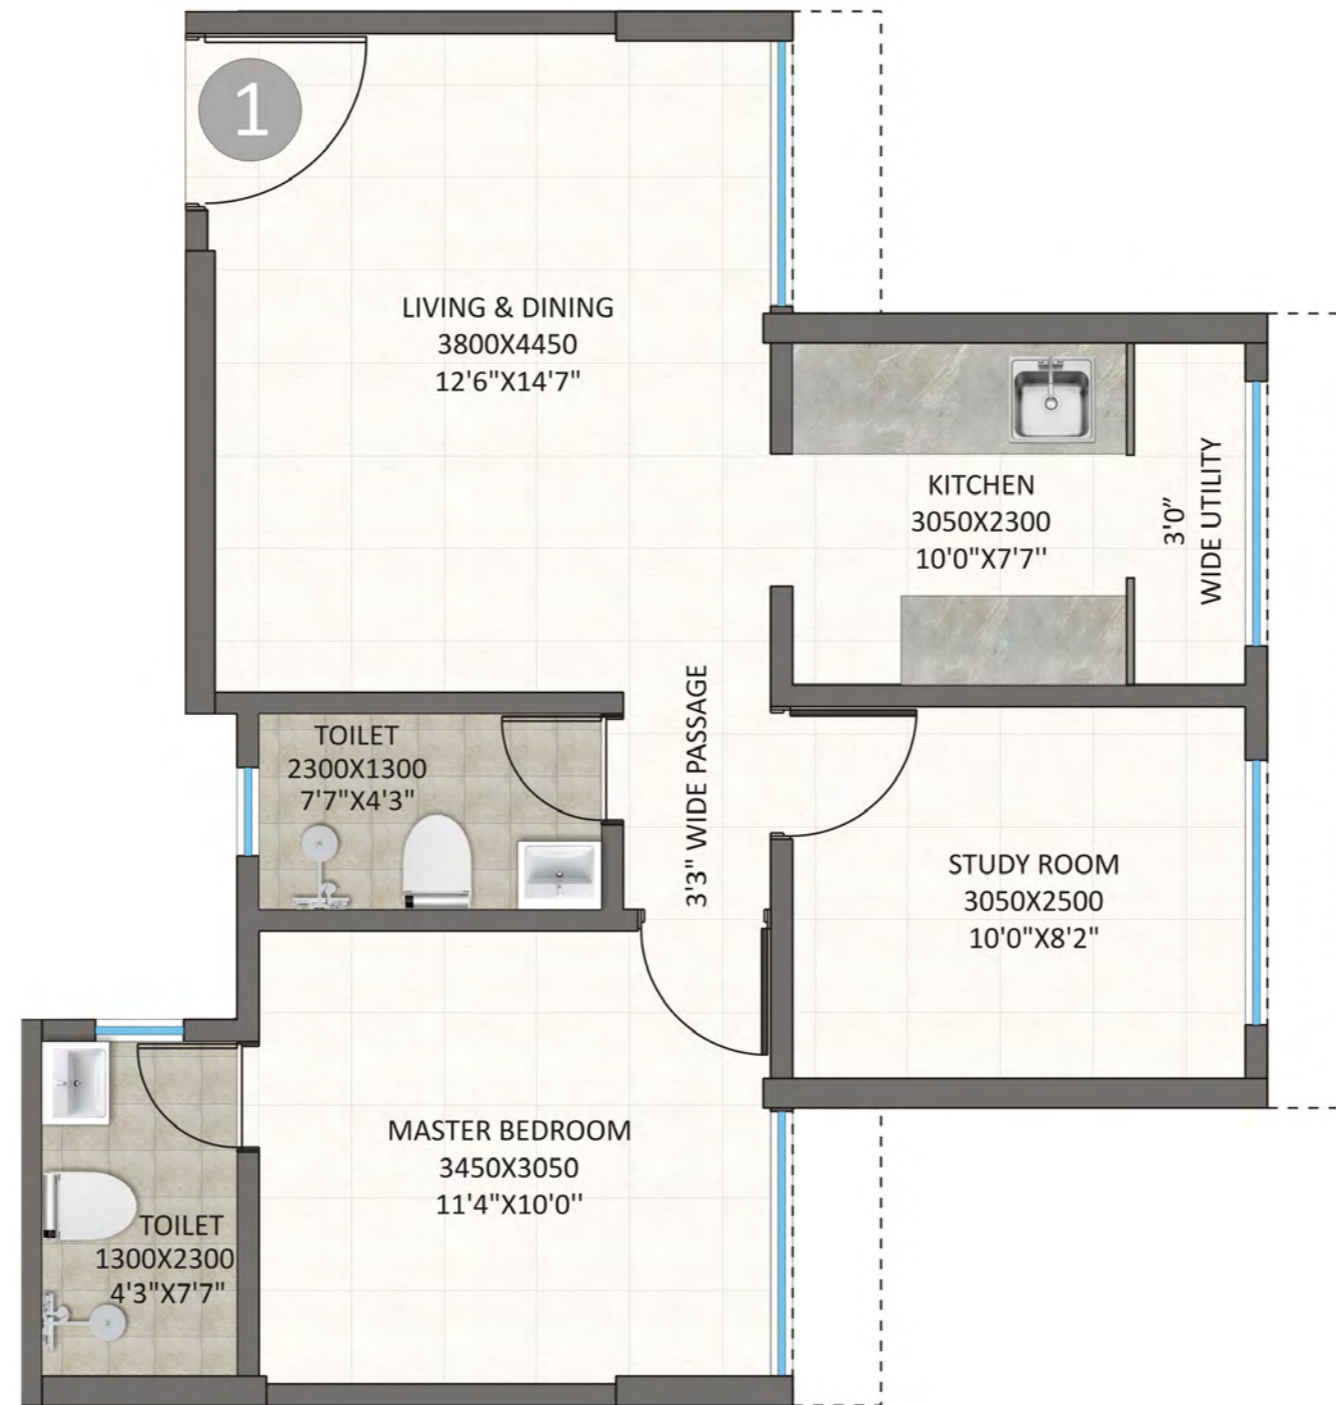 1
LIVING & DINING
3800X4450
12'6"X14'7"
KITCHEN
3050X2300
10'0"X7'7''
3'0”
WIDE UTILITY
3'3" WIDE PASSAGE
TOILET
2300X1300
7'7"X4'3"
STUDY ROOM
3050X2500
10'0"X8'2"
MASTER BEDROOM
3450X3050
11'4"X10'0''
TOILET
1300X2300
4'3"X7'7"